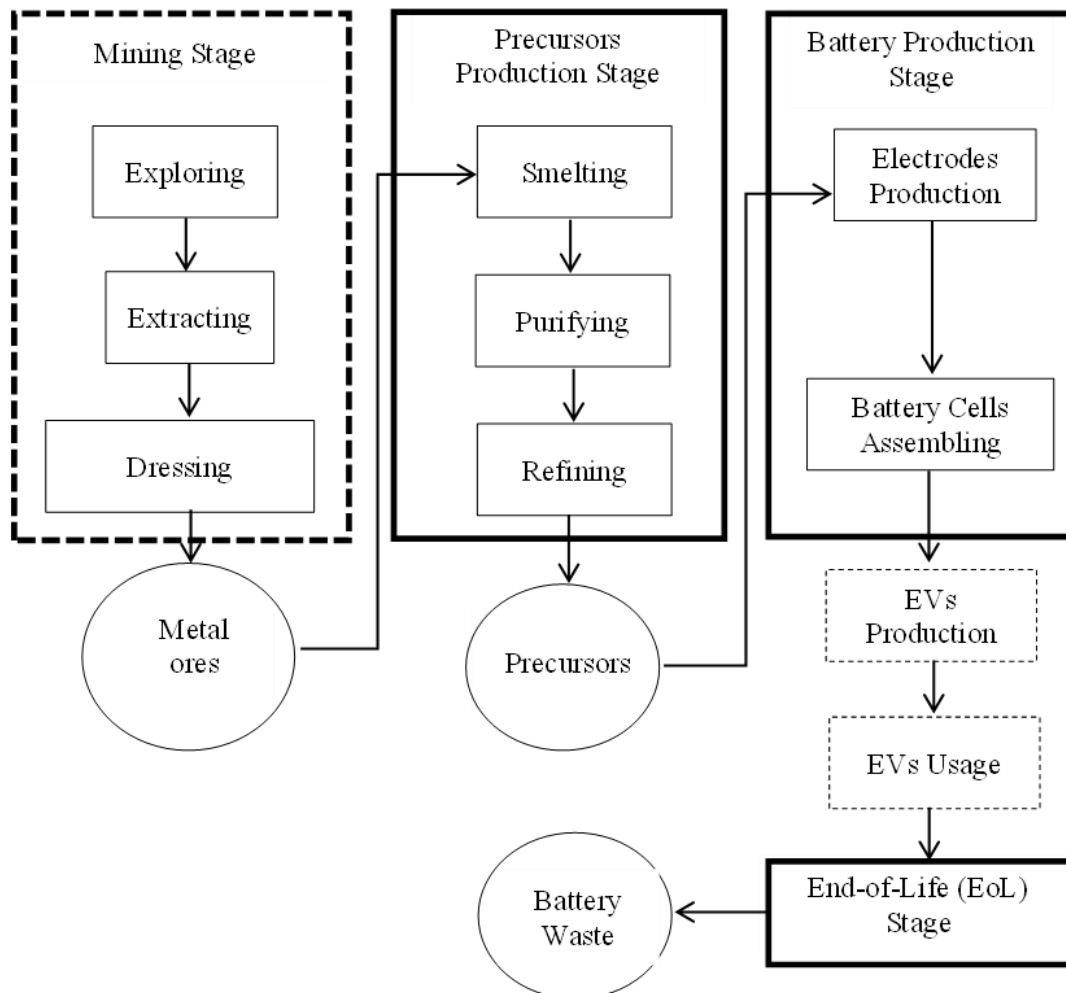 Mining Stage
Exploring
Extracting
Dressing
Metal
ores
Precursors
Production Stage
Smelting
Purifying
Refining
Precursors
Battery Production
Stage
Electrodes
Production
Battery Cells
Assembling
EVs
Production
EVs Usage
End-of-Life (EoL)
Stage
Battery
Waste